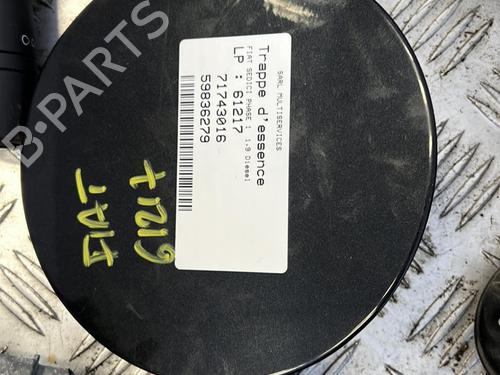 SARL MULTISERVICES
Trappe d'essence
FIAT SEDICI PHASE 1 1.9 Diesel
LP : 61217
71743016
59836279
FIAT
61217
B-Parts